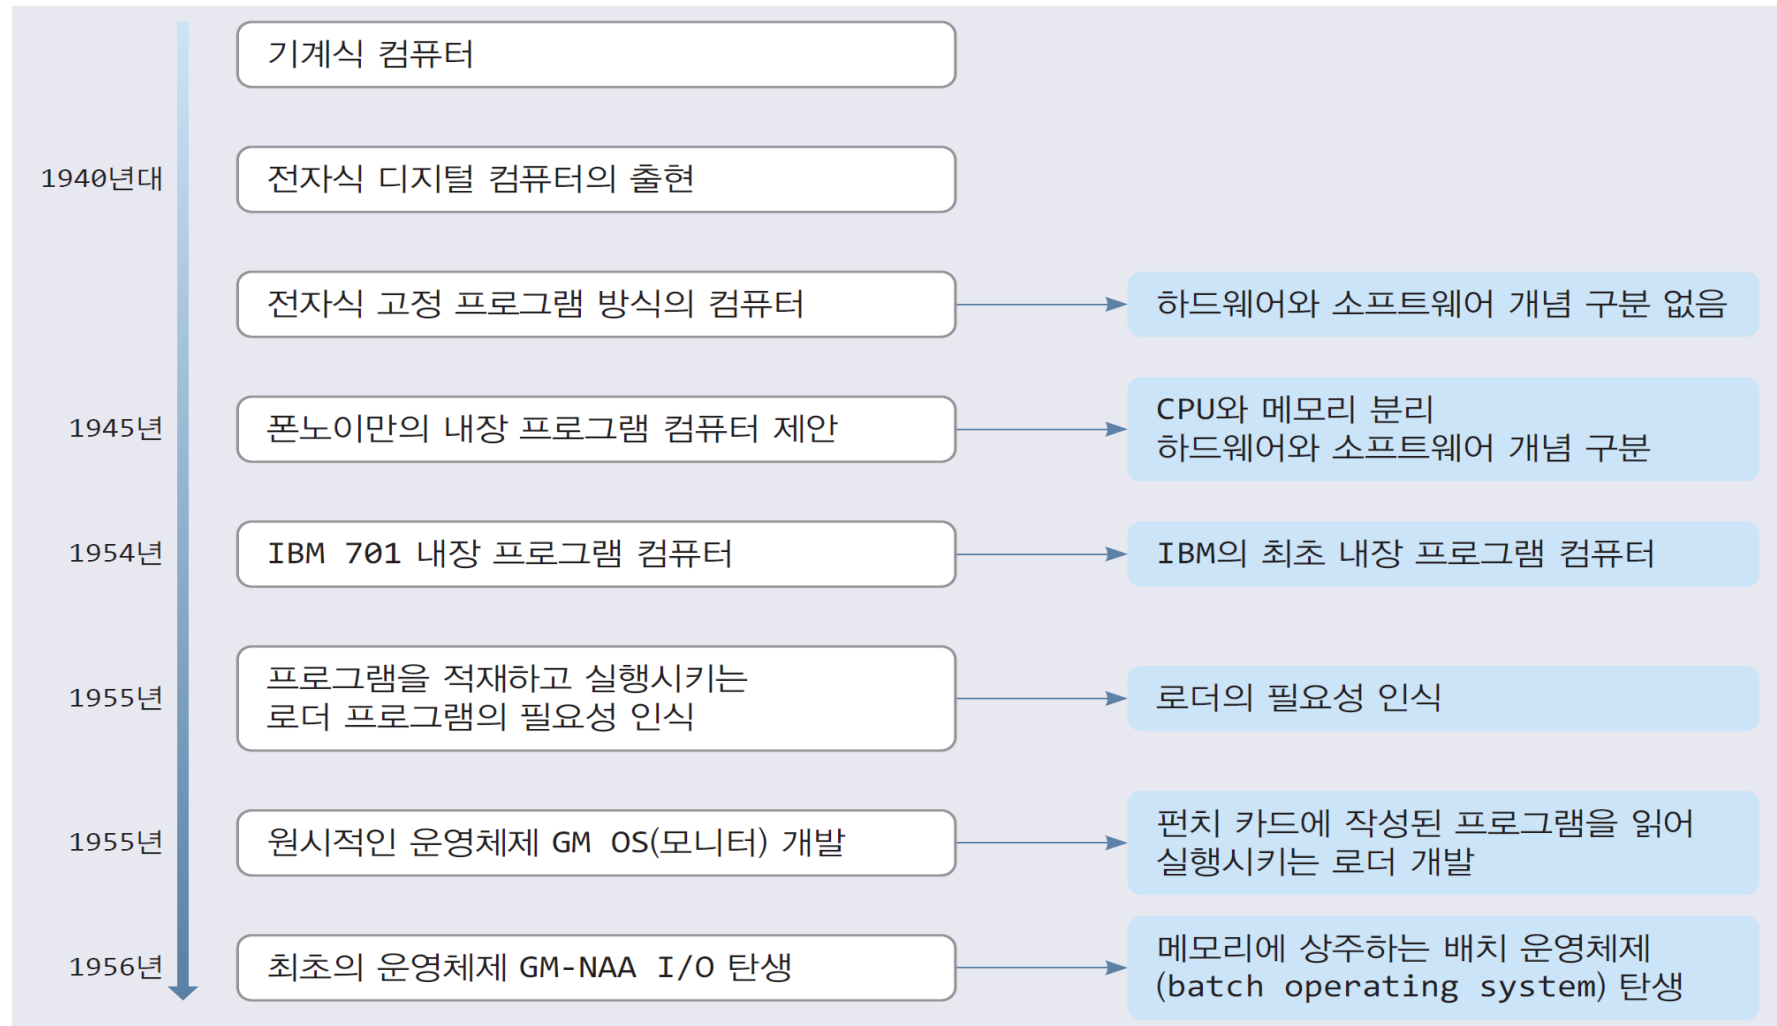 기계식 컴퓨터
1940년대
전자식 디지털 컴퓨터의 출현
전자식 고정 프로그램 방식의 컴퓨터
하드웨어와 소프트웨어 개념 구분 없음
1945년
폰노이만의 내장 프로그램 컴퓨터 제안
CPU와 메모리 분리
하드웨어와 소프트웨어 개념 구분
1954년
IBM 701 내장 프로그램 컴퓨터
IBM의 최초 내장 프로그램 컴퓨터
1955년
프로그램을 적재하고 실행시키는
로더 프로그램의 필요성 인식
로더의 필요성 인식
1955년
원시적인 운영체제 GM OS(모니터) 개발
펀치 카드에 작성된 프로그램을 읽어
실행시키는 로더 개발
1956년
최초의 운영체제 GM-NAA I/O 탄생
메모리에 상주하는 배치 운영체제
(batch operating system) 탄생